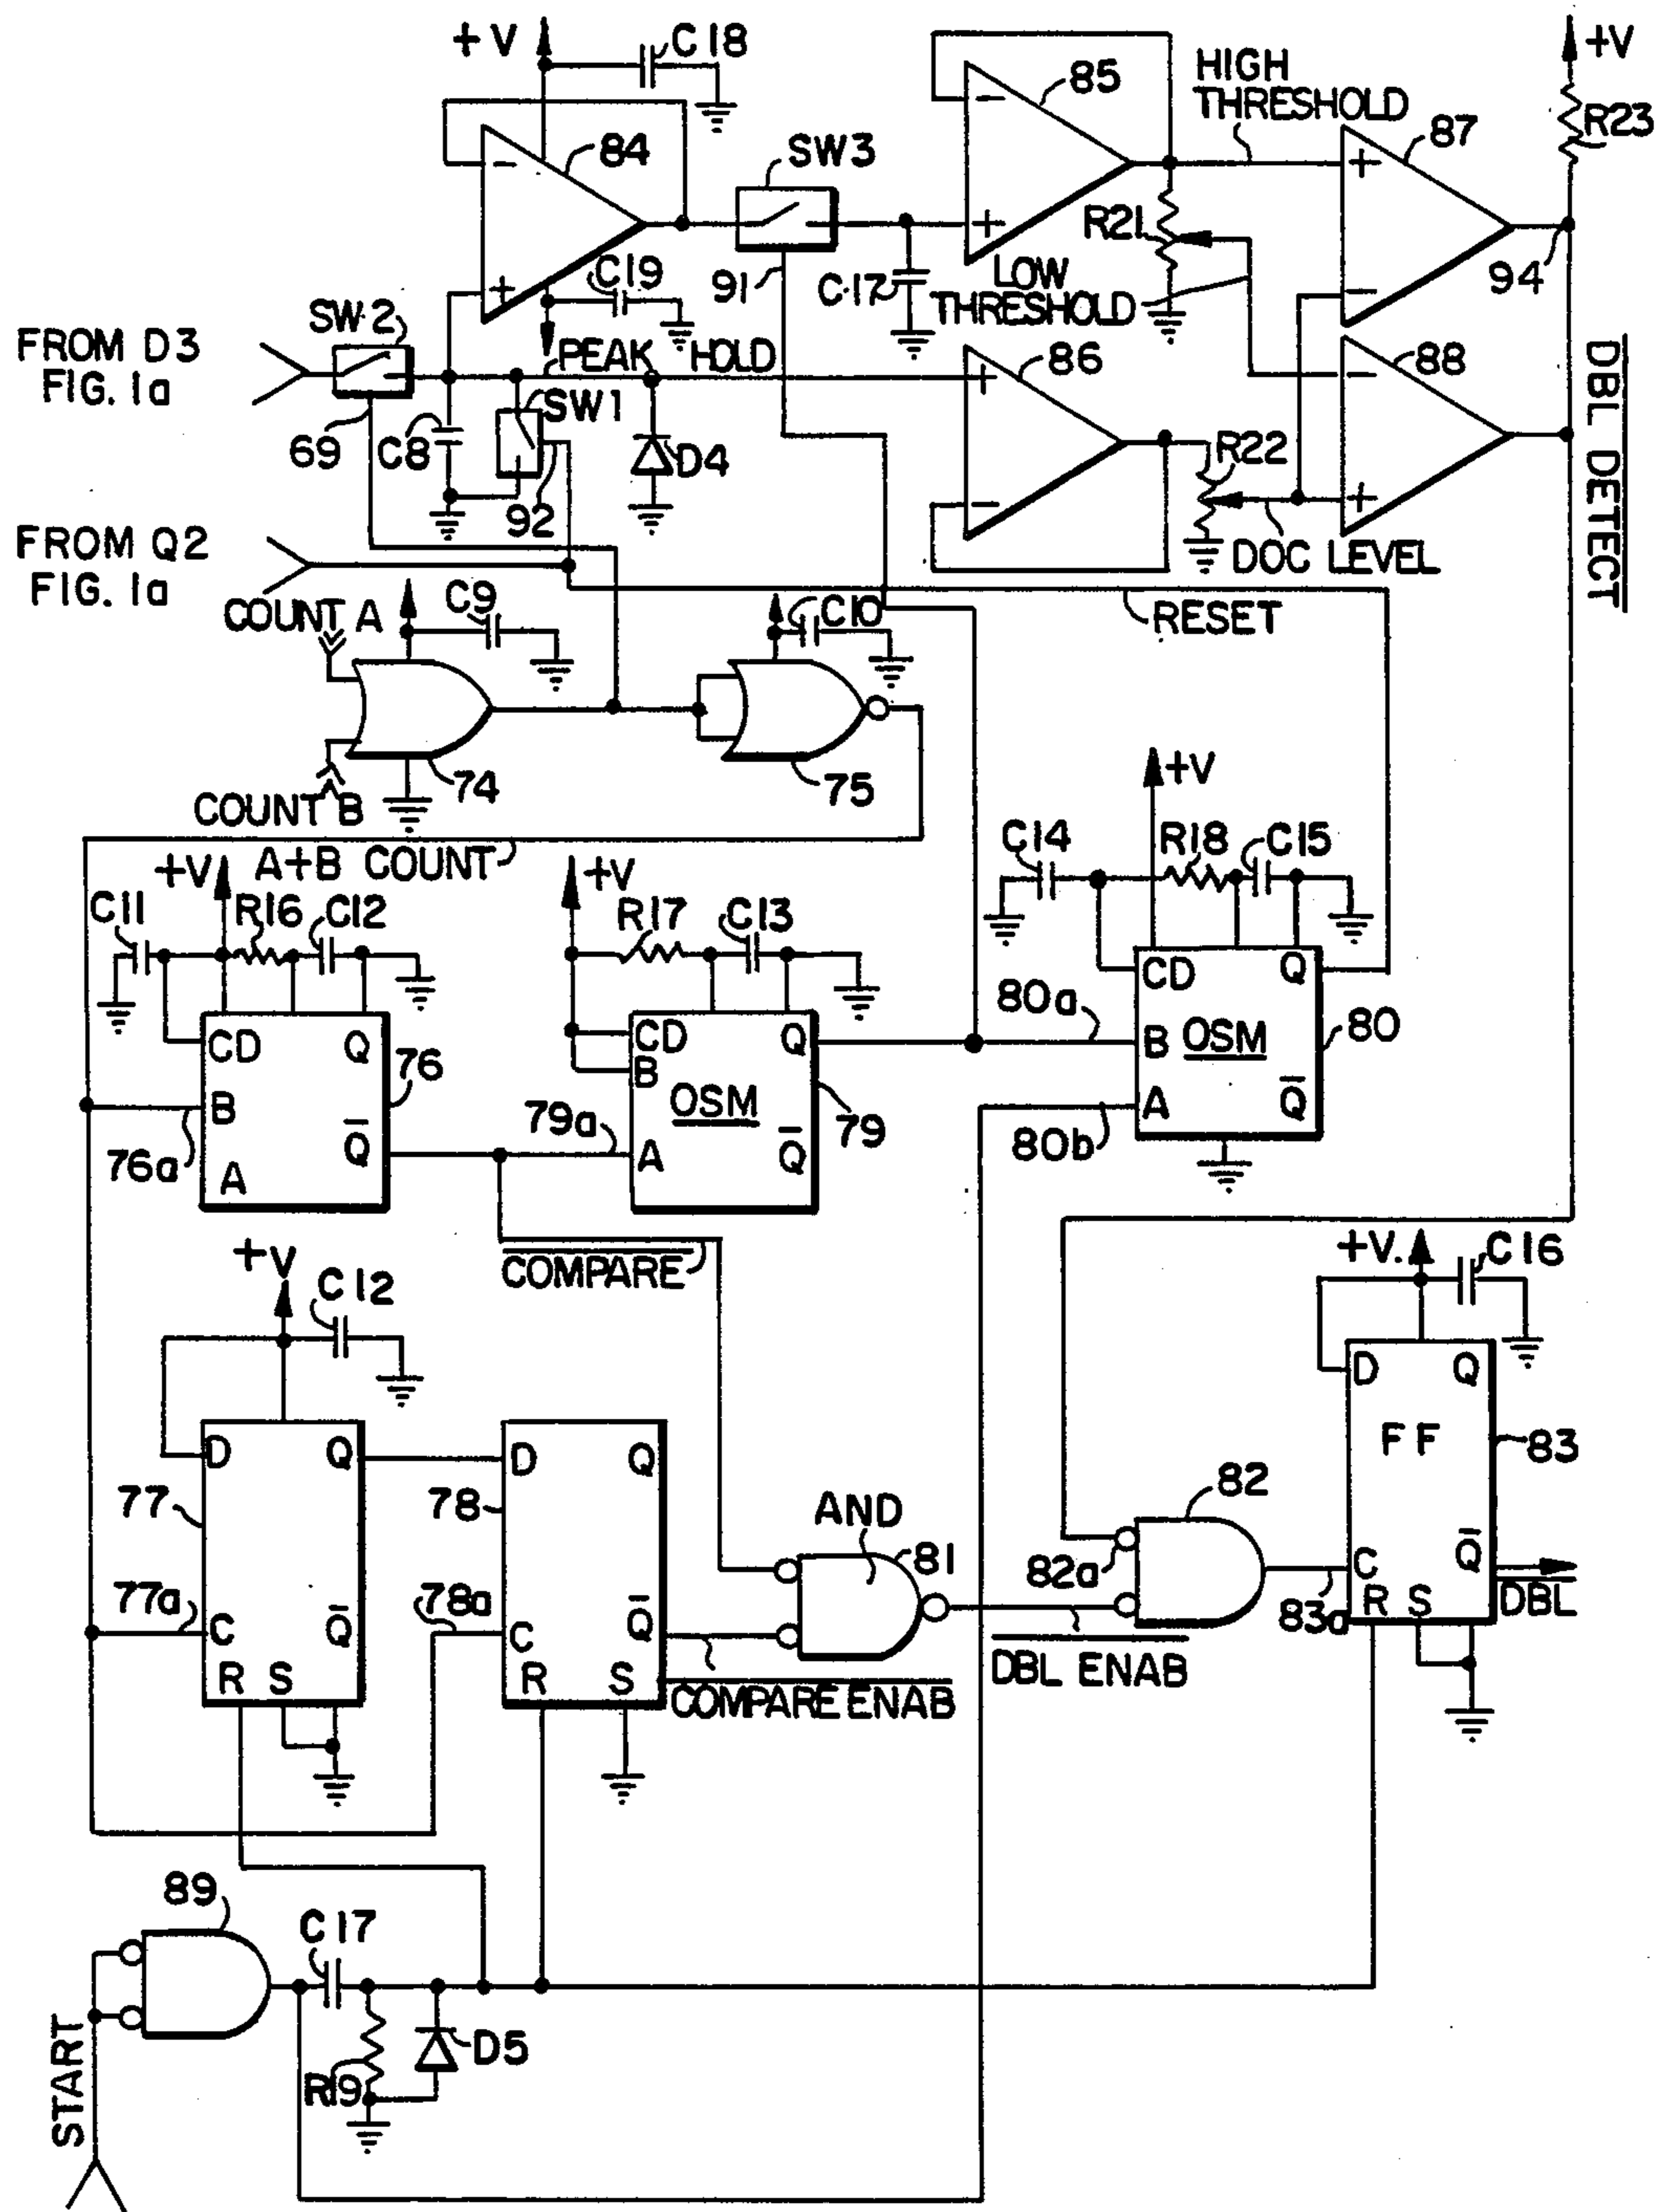 +V
C18
84
SW3
85
HIGH
THRESHOLD
87
+V
R23
94
FROM D3
FIG. 1a
SW2
69
C8
C19
PEAK HOLD
SW1
92
D4
91
C17
LOW
THRESHOLD
R21
86
88
R22
DOC LEVEL
DBL DETECT
FROM Q2
FIG. 1a
COUNT A
COUNT B
C9
74
C10
75
RESET
A+B COUNT
+V
C11
R16
C12
CD
Q
B
Q
A
76
76a
+V
R17
C13
CD
Q
B
OSM
A
Q
79
79a
+V
C14
R18
C15
CD
Q
B
OSM
A
Q
80
80a
80b
COMPARE
+V
C12
D
Q
C
Q
R
S
77
77a
D
Q
C
Q
R
S
78
78a
COMPARE ENAB
AND
81
DBL ENAB
82
82a
83a
+V.
C16
D
Q
FF
C
Q
R
S
83
DBL
89
C17
R19
D5
START